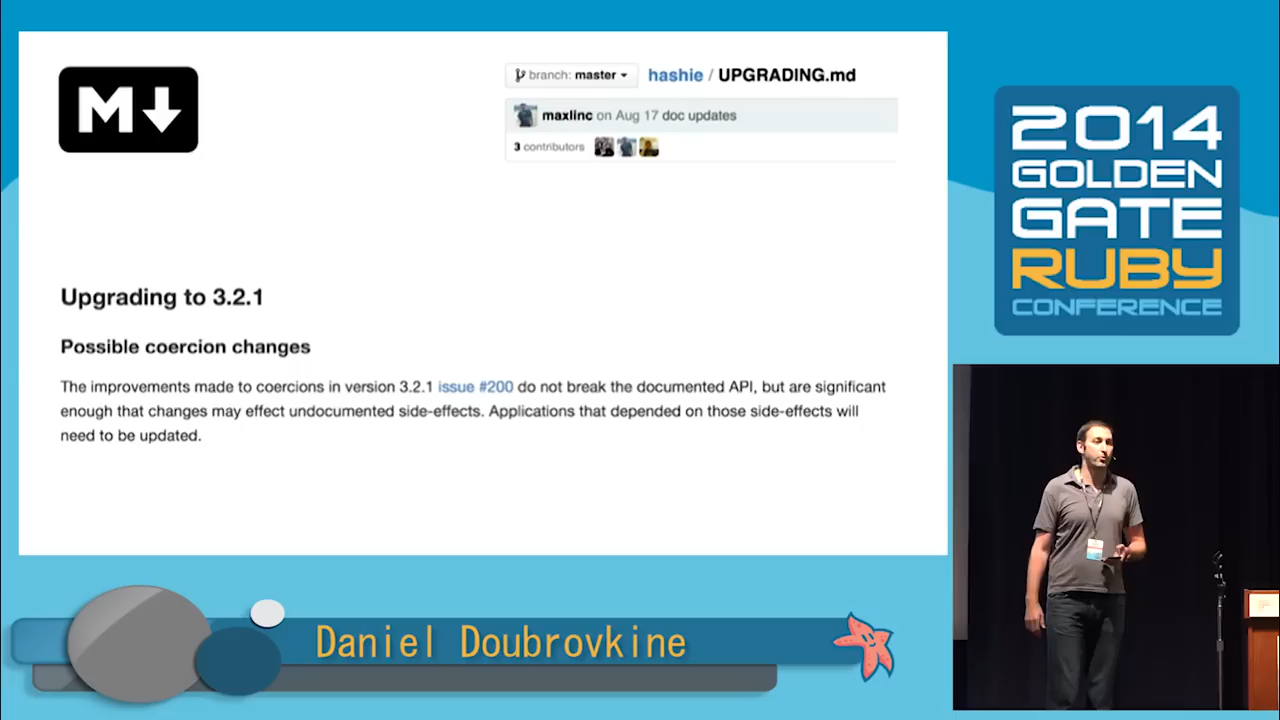 M
branch: master
hashie / UPGRADING.md
maxlinc on Aug 17 doc updates
3 contributors
Upgrading to 3.2.1
Possible coercion changes
The improvements made to coercions in version 3.2.1 issue #200 do not break the documented API, but are significant
enough that changes may effect undocumented side-effects. Applications that depended on those side-effects will
need to be updated.
2014
GOLDEN
GATE
RUBY
CONFERENCE
Daniel Doubrovkine